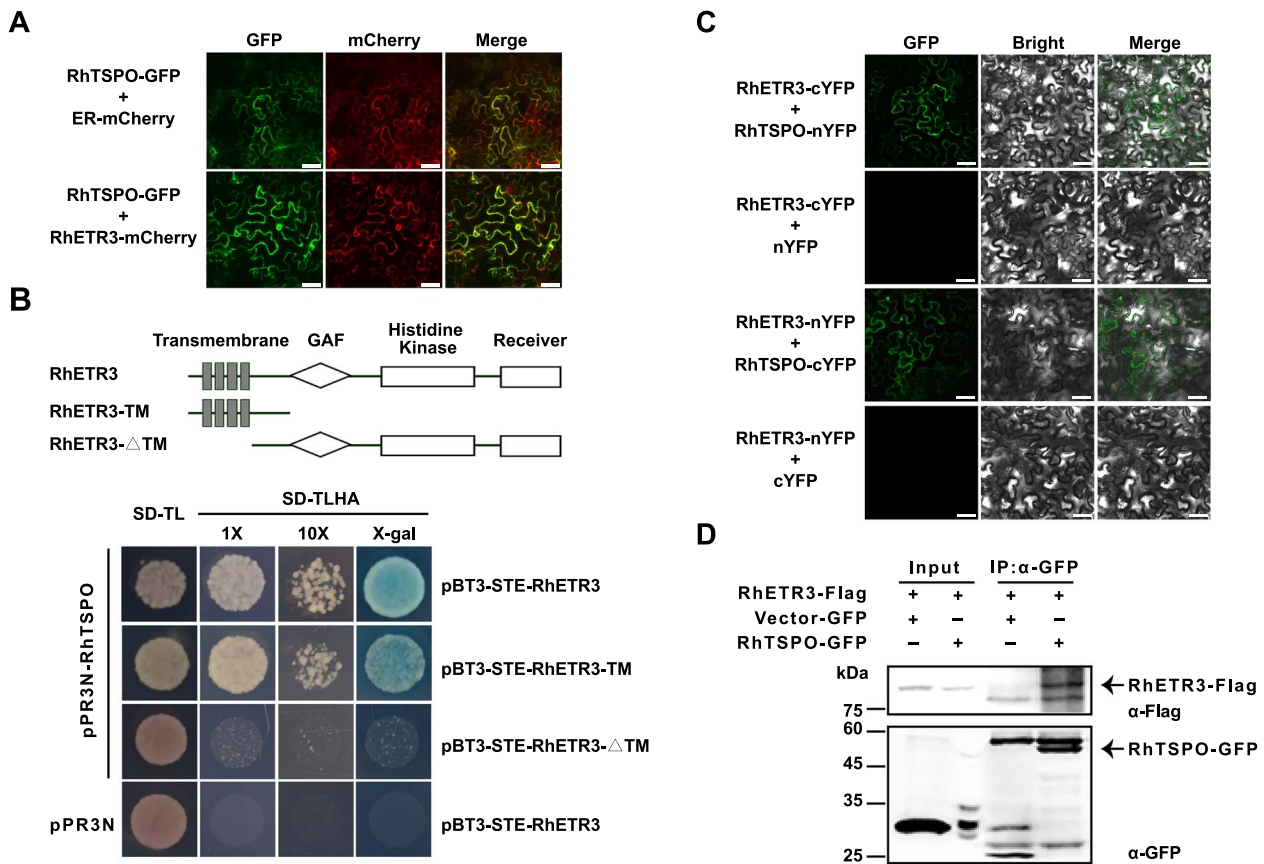 A
GFP mCherry Merge
RhTSPO-GFP
+
ER-mCherry
RhTSPO-GFP
+
RhETR3-mCherry
B
Transmembrane GAF Histidine Kinase Receiver
RhETR3
RhETR3-TM
RhETR3-△TM
SD-TL SD-TLHA
1X 10X X-gal
pPR3N-RhTSPO
pBT3-STE-RhETR3
pBT3-STE-RhETR3-TM
pBT3-STE-RhETR3-△TM
pPR3N pBT3-STE-RhETR3
C
GFP Bright Merge
RhETR3-cYFP
+
RhTSPO-nYFP
RhETR3-cYFP
+
nYFP
RhETR3-nYFP
+
RhTSPO-cYFP
RhETR3-nYFP
+
cYFP
D
Input IP:α-GFP
RhETR3-Flag + + + +
Vector-GFP + – + –
RhTSPO-GFP – + – +
kDa
RhETR3-Flag
75 α-Flag
60
RhTSPO-GFP
45
35
25 α-GFP